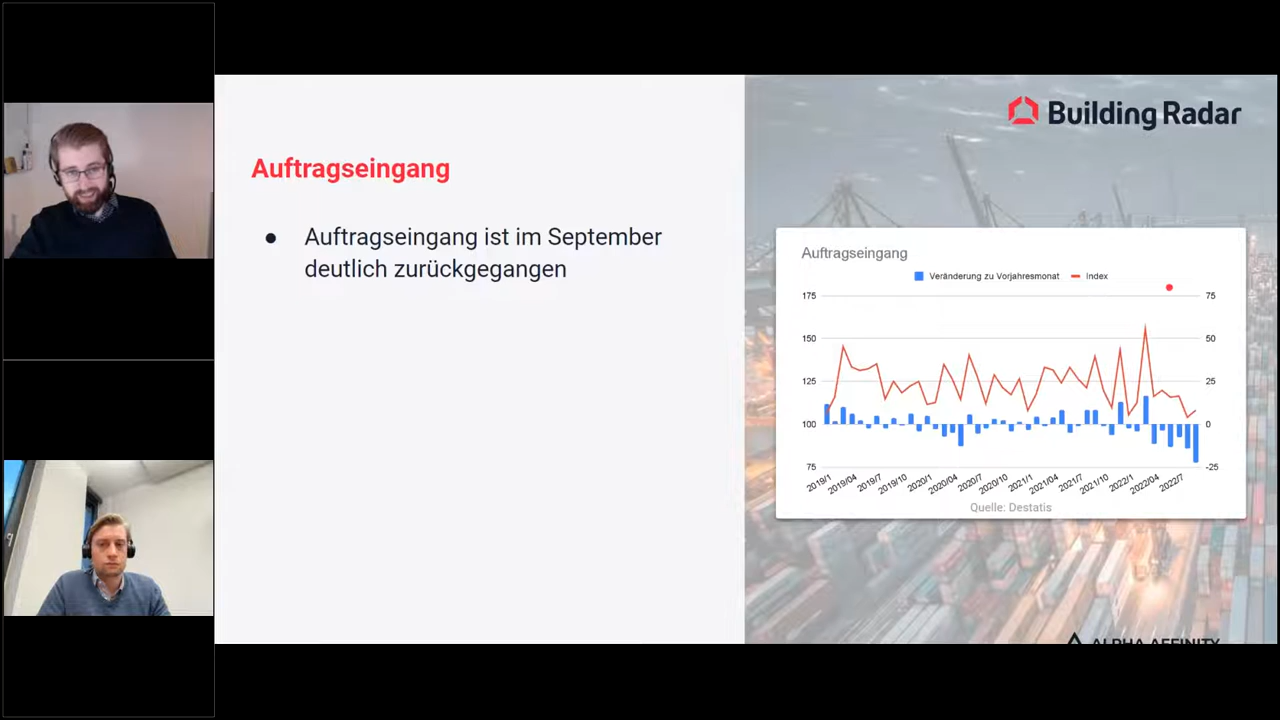 Building Radar
Auftragseingang
● Auftragseingang ist im September
deutlich zurückgegangen
Auftragseingang
Veränderung zu Vorjahresmonat Index
175 75
150 50
125 25
100 0
75 -25
2019/1 2019/04 2019/7 2019/10 2020/1 2020/04 2020/7 2020/10 2021/1 2021/04 2021/7 2021/10 2022/1 2022/04 2022/7
Quelle: Destatis
ALPHA AFFINITY